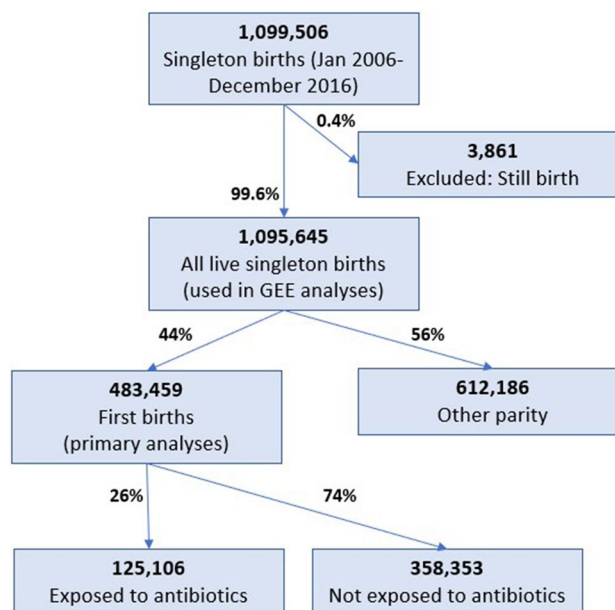 1,099,506
Singleton births (Jan 2006-
December 2016)
0.4%
3,861
Excluded: Still birth
99.6%
1,095,645
All live singleton births
(used in GEE analyses)
44%
56%
483,459
First births
(primary analyses)
612,186
Other parity
26%
74%
125,106
Exposed to antibiotics
358,353
Not exposed to antibiotics